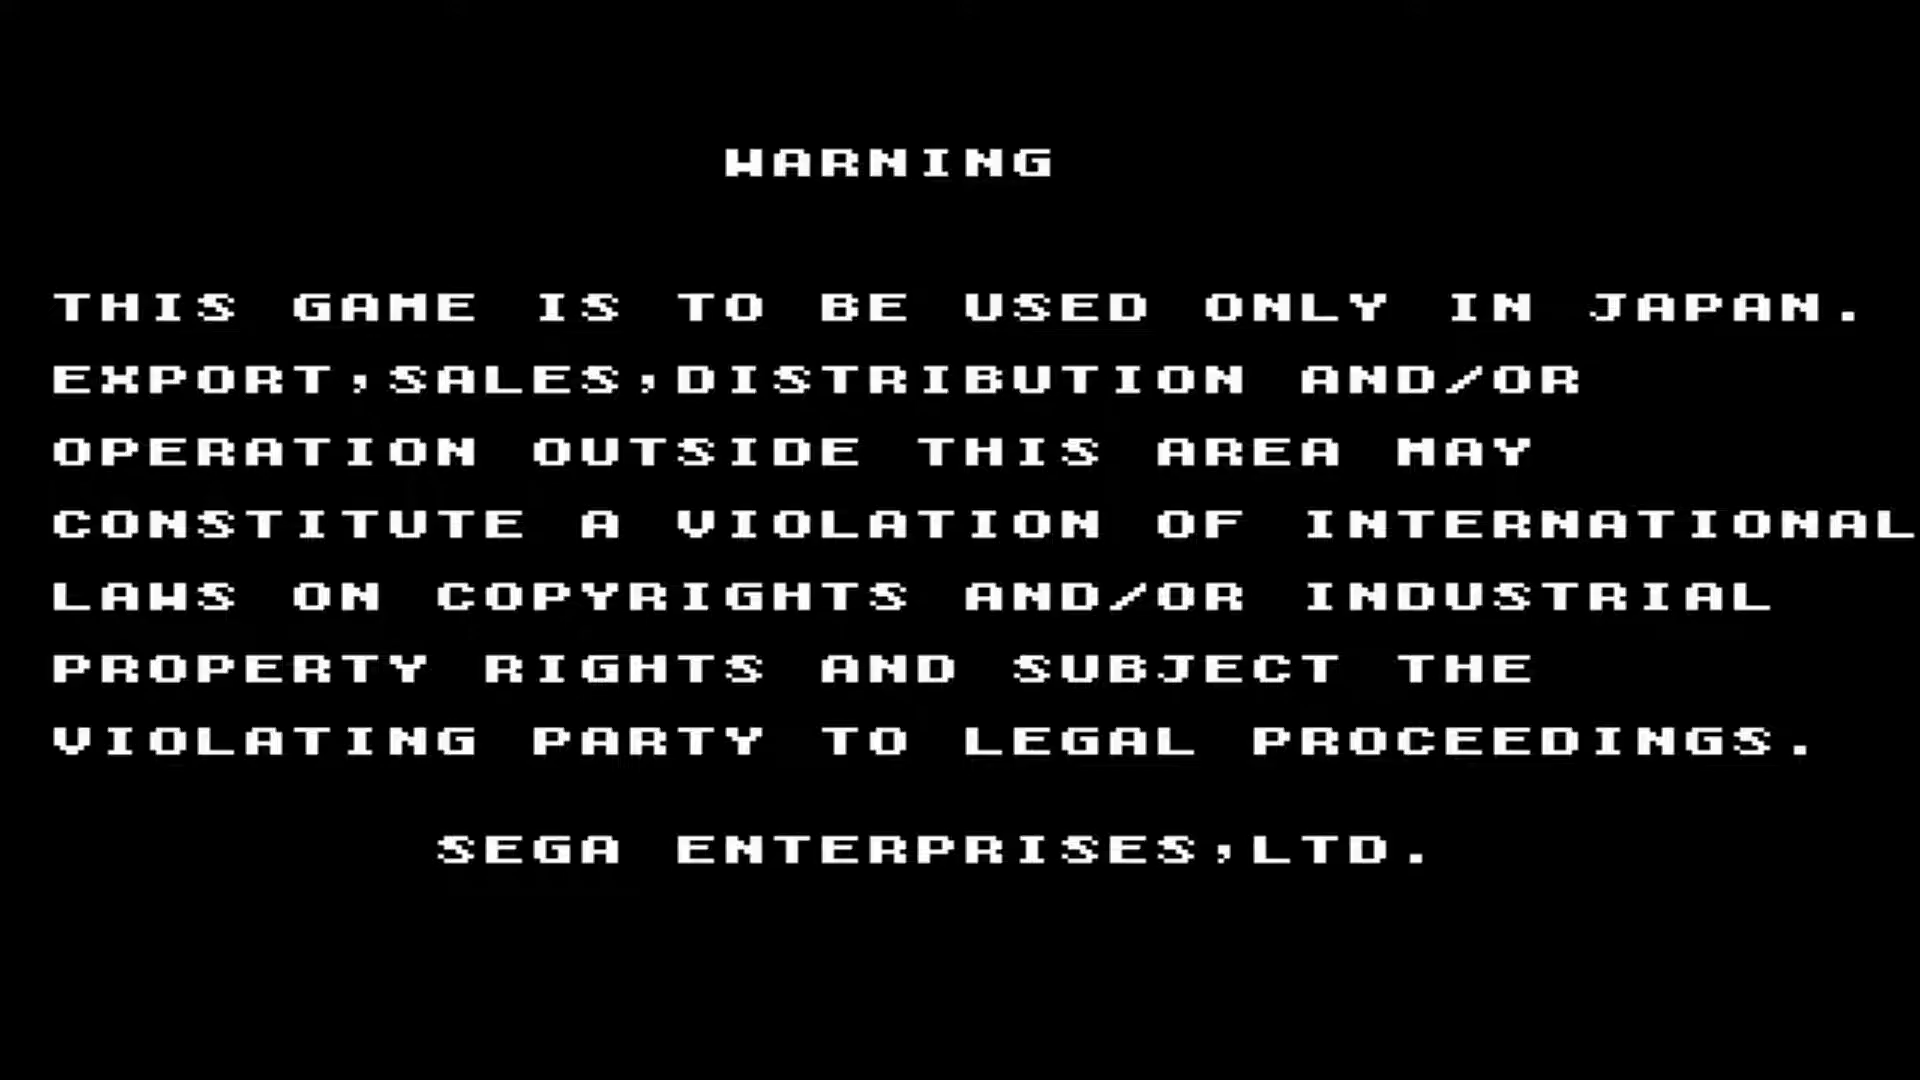 WARNING
THIS GAME IS TO BE USED ONLY IN JAPAN.
EXPORT,SALES,DISTRIBUTION AND/OR
OPERATION OUTSIDE THIS AREA MAY
CONSTITUTE A VIOLATION OF INTERNATIONAL
LAWS ON COPYRIGHTS AND/OR INDUSTRIAL
PROPERTY RIGHTS AND SUBJECT THE
VIOLATING PARTY TO LEGAL PROCEEDINGS.
SEGA ENTERPRISES,LTD.